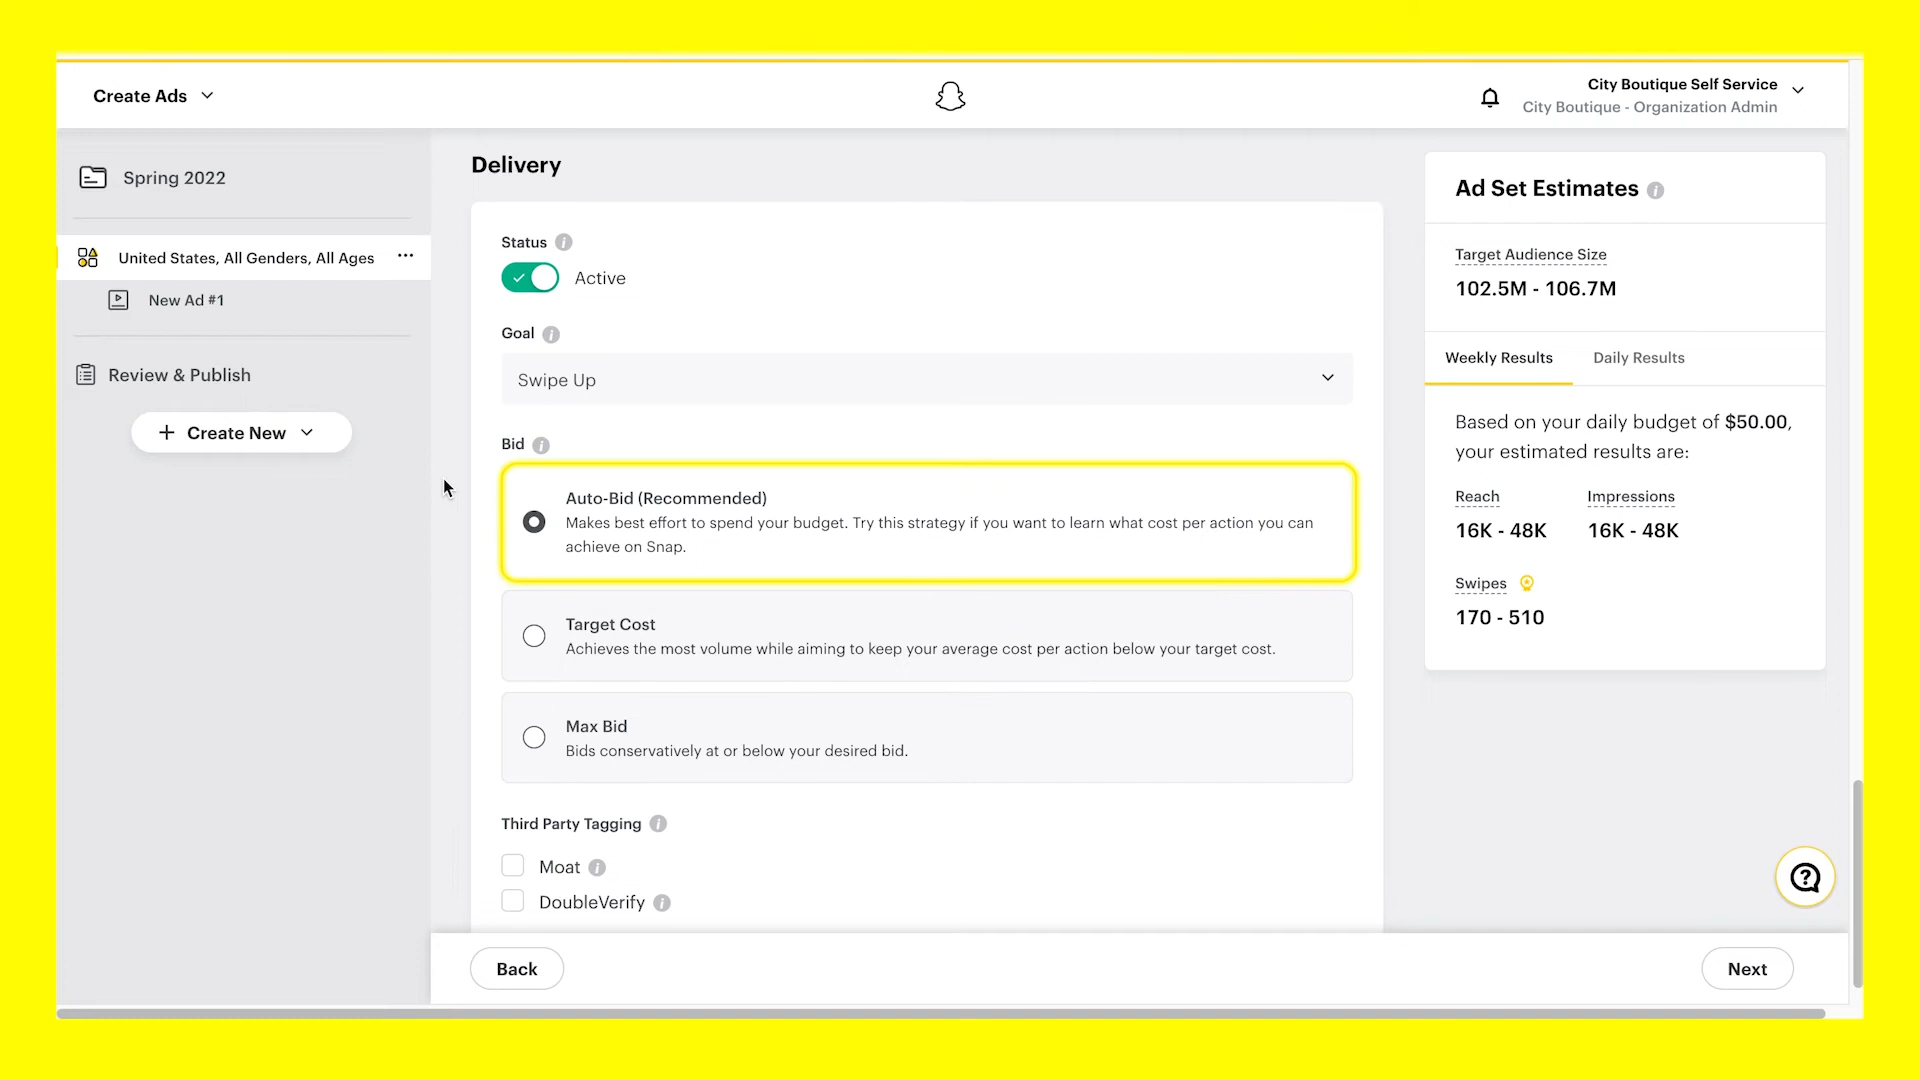 Create Ads
City Boutique Self Service
City Boutique - Organization Admin
Spring 2022
United States, All Genders, All Ages
New Ad #1
Review & Publish
+ Create New
Delivery
Status
Active
Goal
Swipe Up
Bid
Auto-Bid (Recommended)
Makes best effort to spend your budget. Try this strategy if you want to learn what cost per action you can
achieve on Snap.
Target Cost
Achieves the most volume while aiming to keep your average cost per action below your target cost.
Max Bid
Bids conservatively at or below your desired bid.
Third Party Tagging
Moat
DoubleVerify
Back
Next
Ad Set Estimates
Target Audience Size
102.5M - 106.7M
Weekly Results Daily Results
Based on your daily budget of $50.00,
your estimated results are:
Reach Impressions
16K - 48K 16K - 48K
Swipes
170 - 510